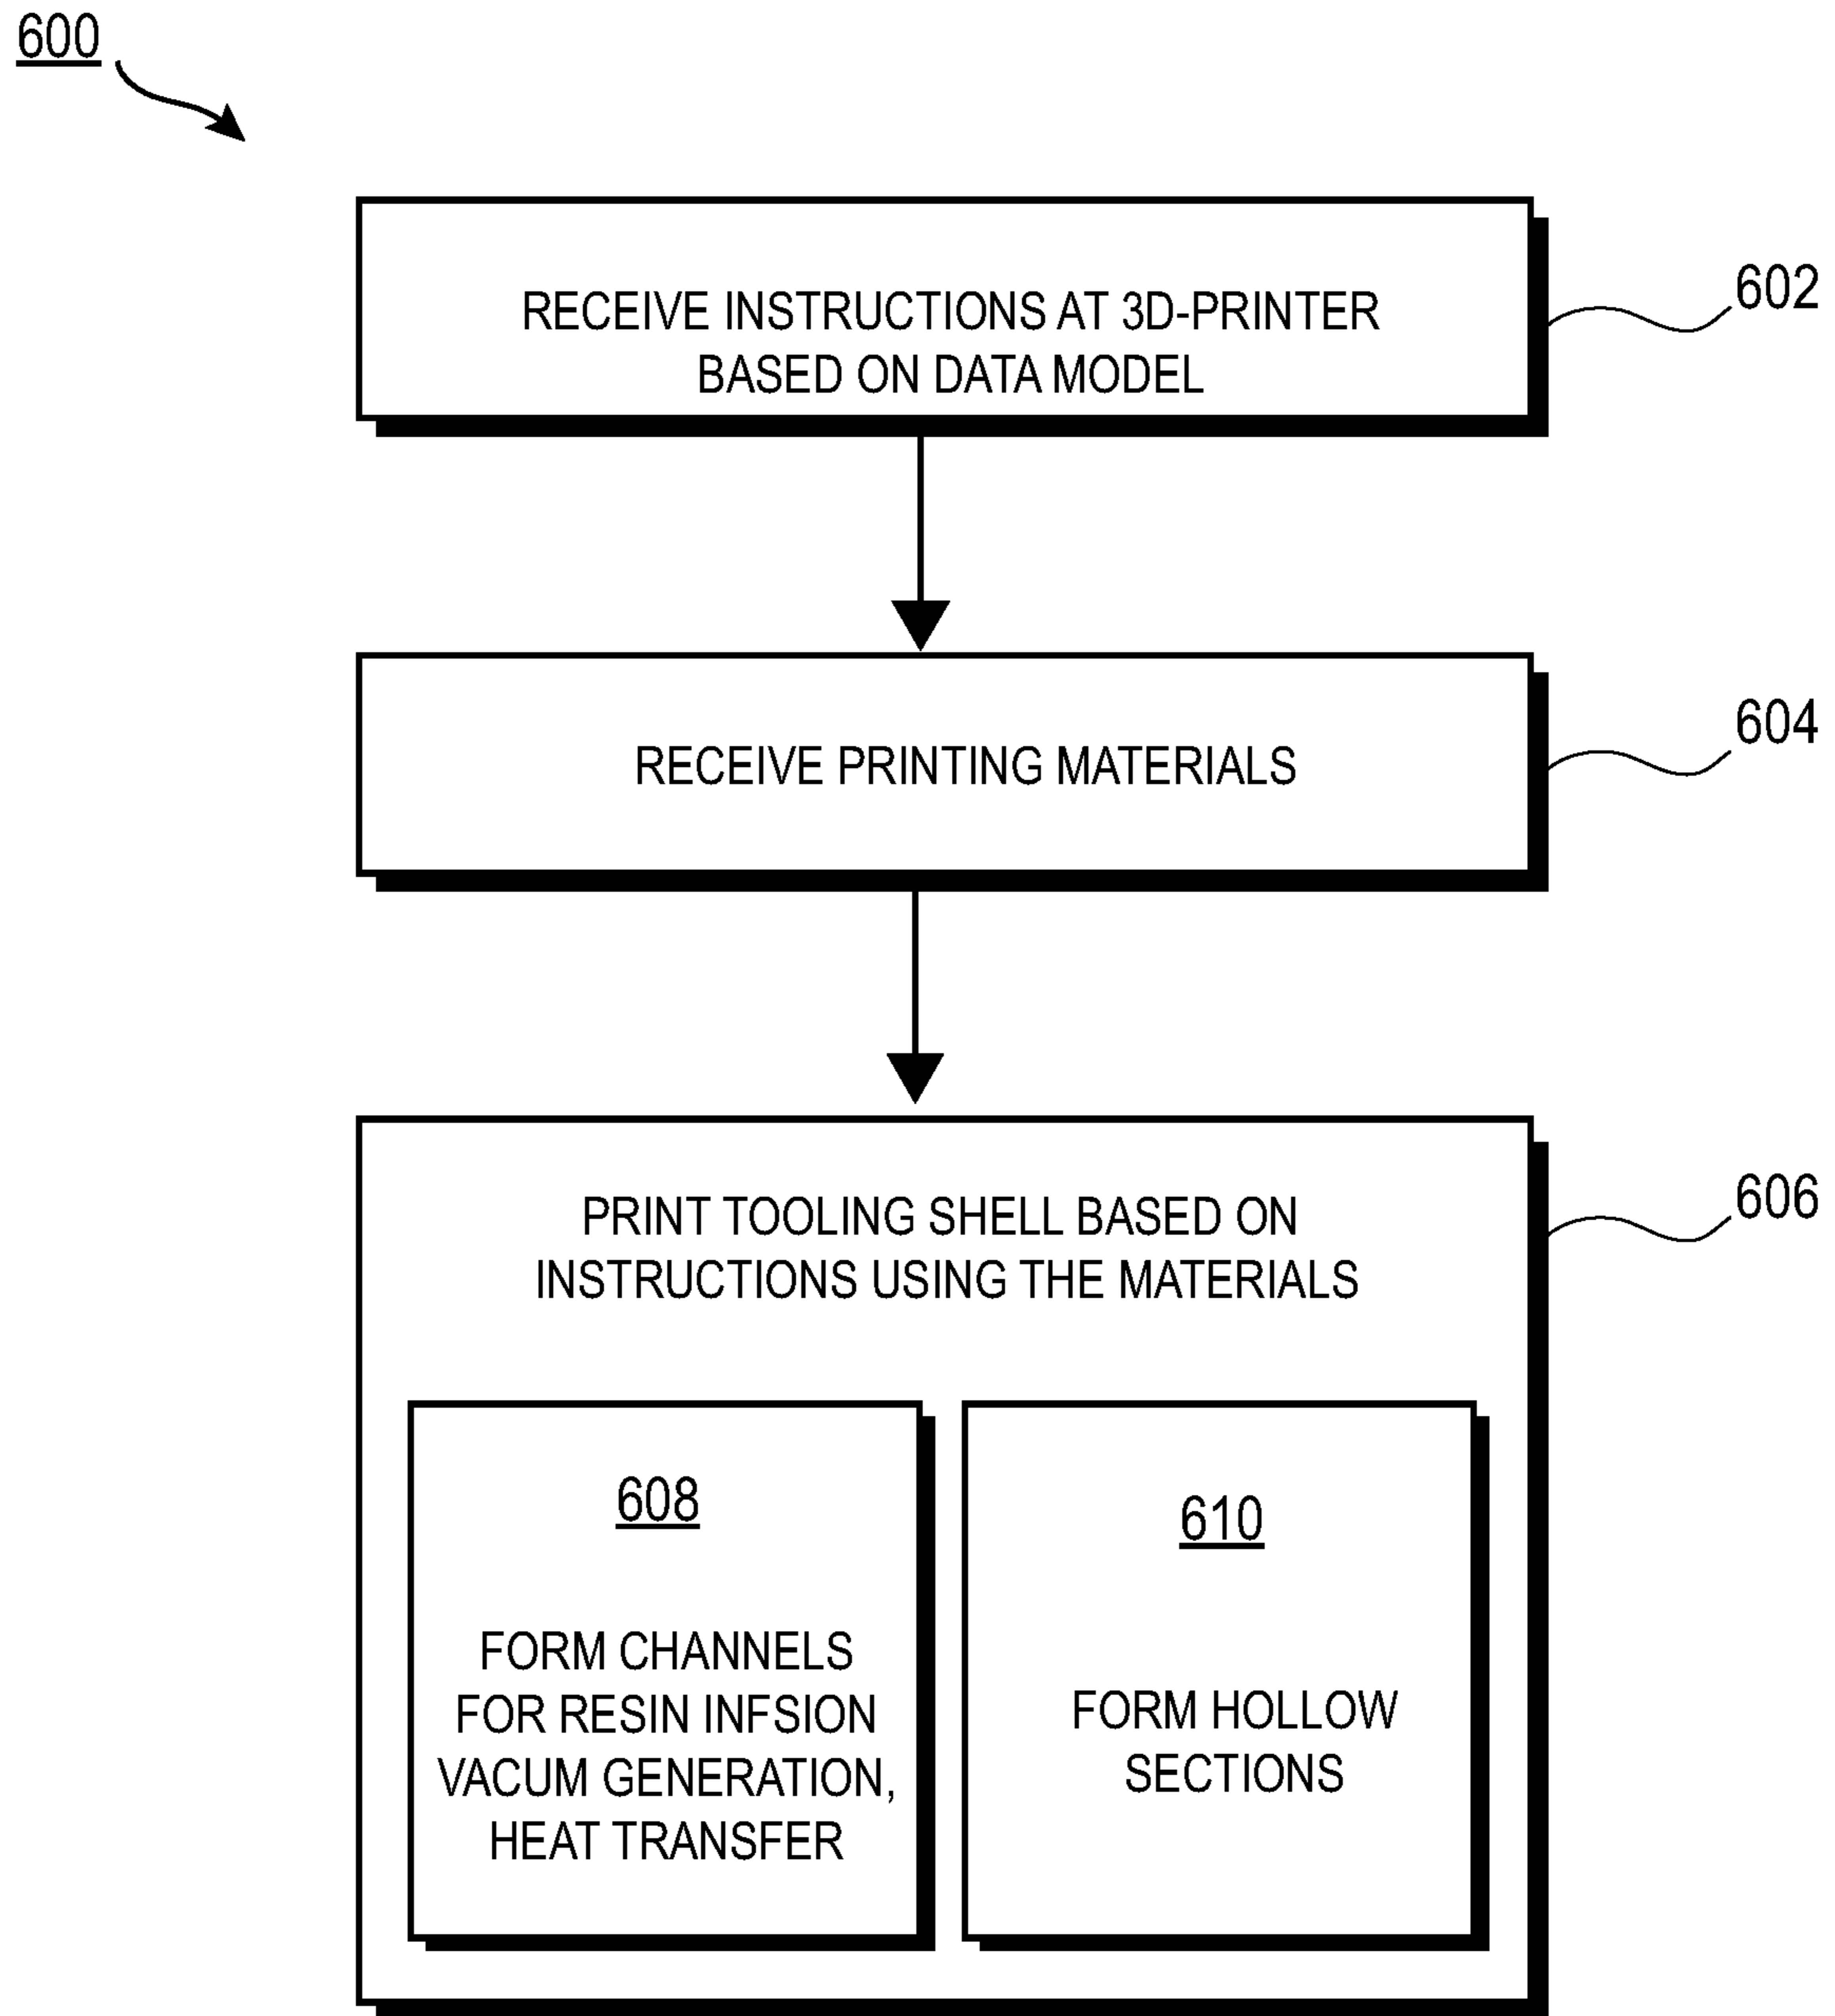 600
RECEIVE INSTRUCTIONS AT 3D-PRINTER
BASED ON DATA MODEL
602
RECEIVE PRINTING MATERIALS
604
PRINT TOOLING SHELL BASED ON
INSTRUCTIONS USING THE MATERIALS
606
608
FORM CHANNELS
FOR RESIN INFSION
VACUM GENERATION,
HEAT TRANSFER
610
FORM HOLLOW
SECTIONS